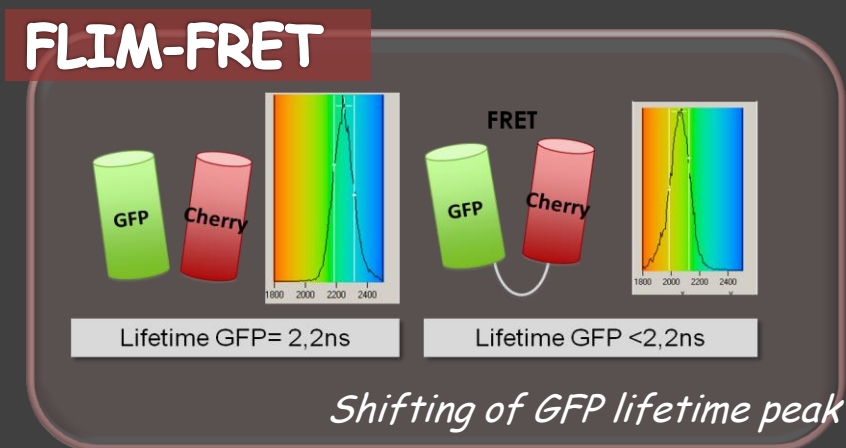 FLIM-FRET
GFP
Cherry
1800 2000 2200 2400
Lifetime GFP= 2,2ns
FRET
GFP
Cherry
1800 2000 2200 2400
Lifetime GFP <2,2ns
Shifting of GFP lifetime peak